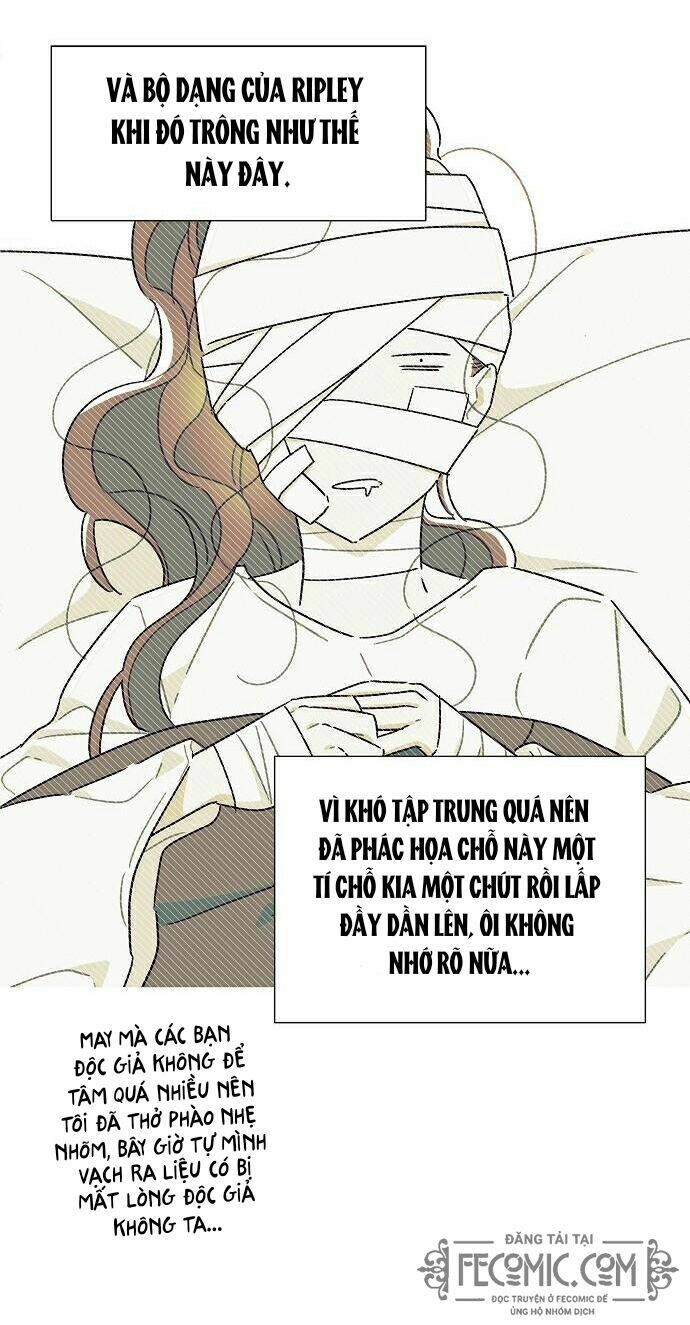 VÀ BỘ DẠNG CỦA RIPLEY
KHI ĐÓ TRÔNG NHƯ THẾ
NÀY ĐÂY.
VÌ KHÓ TẬP TRUNG QUÁ NÊN
ĐÃ PHÁC HỌA CHỖ NÀY MỘT
TÍ CHỖ KIA MỘT CHÚT RỒI LẤP
ĐẦY DẦN LÊN, ÔI KHÔNG
NHỚ RÕ NỮA...
MAY MÀ CÁC BẠN
ĐỘC GIẢ KHÔNG ĐỂ
TÂM QUÁ NHIỀU NÊN
TÔI ĐÃ THỞ PHÀO NHẸ
NHÕM, BÂY GIỜ TỰ MÌNH
VẠCH RA LIỆU CÓ BỊ
MẤT LÒNG ĐỘC GIẢ
KHÔNG TA...
ĐĂNG TẢI TẠI
FECOMIC.COM
ĐỌC TRUYỆN Ở FECOMIC ĐỂ
ỦNG HỘ NHÓM DỊCH